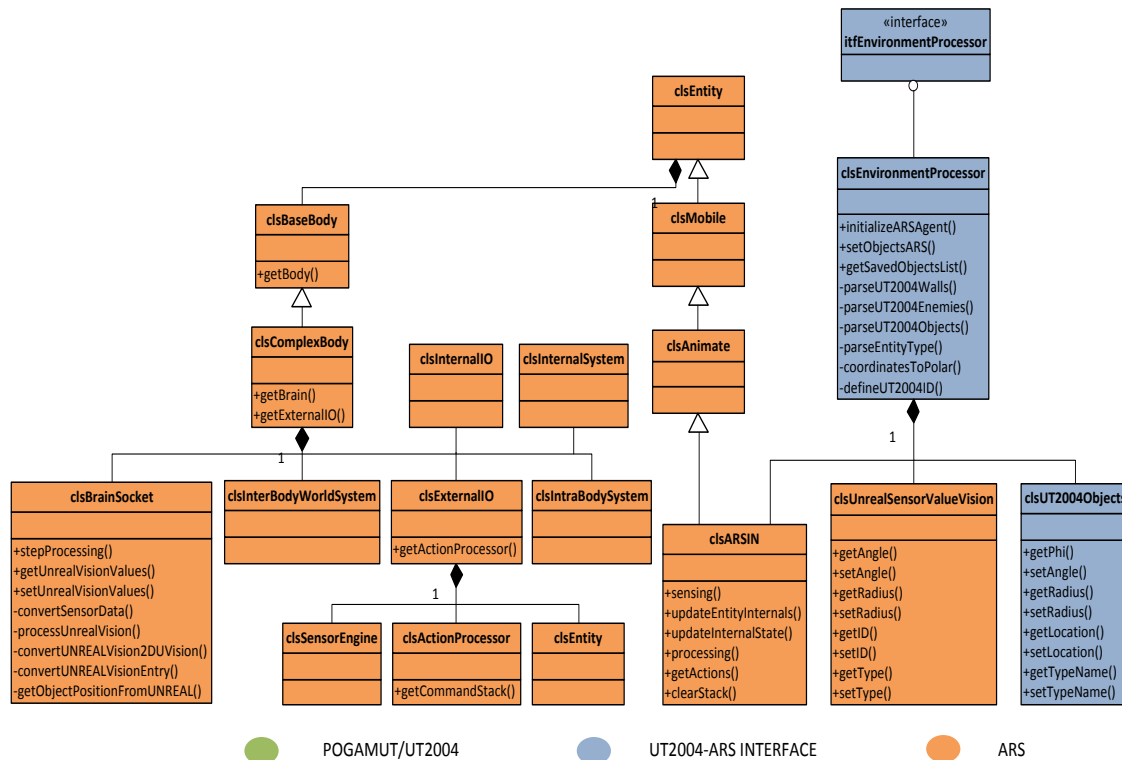 «interface»
itfEnvironmentProcessor
clsEntity
clsEnvironmentProcessor
+initializeARSAgent()
+setObjectsARS()
+getSavedObjectsList()
-parseUT2004Walls()
-parseUT2004Enemies()
-parseUT2004Objects()
-parseEntityType()
-coordinatesToPolar()
-defineUT2004ID()
1
clsBaseBody
+getBody()
1
clsMobile
clsComplexBody
+getBrain()
+getExternalIO()
1
clsInternalIO
clsInternalSystem
clsAnimate
clsBrainSocket
+stepProcessing()
+getUnrealVisionValues()
+setUnrealVisionValues()
-convertSensorData()
-processUnrealVision()
-convertUNREALVision2DUVision()
-convertUNREALVisionEntry()
-getObjectPositionFromUNREAL()
clsInterBodyWorldSystem
clsExternalIO
+getActionProcessor()
1
clsIntraBodySystem
clsARSIN
+sensing()
+updateEntityInternals()
+updateInternalState()
+processing()
+getActions()
+clearStack()
clsUnrealSensorValueVision
+getAngle()
+setAngle()
+getRadius()
+setRadius()
+getID()
+setID()
+getType()
+setType()
clsUT2004Objects
+getPhi()
+setAngle()
+getRadius()
+setRadius()
+getLocation()
+setLocation()
+getTypeName()
+setTypeName()
clsSensorEngine
clsActionProcessor
+getCommandStack()
clsEntity
POGAMUT/UT2004
UT2004-ARS INTERFACE
ARS